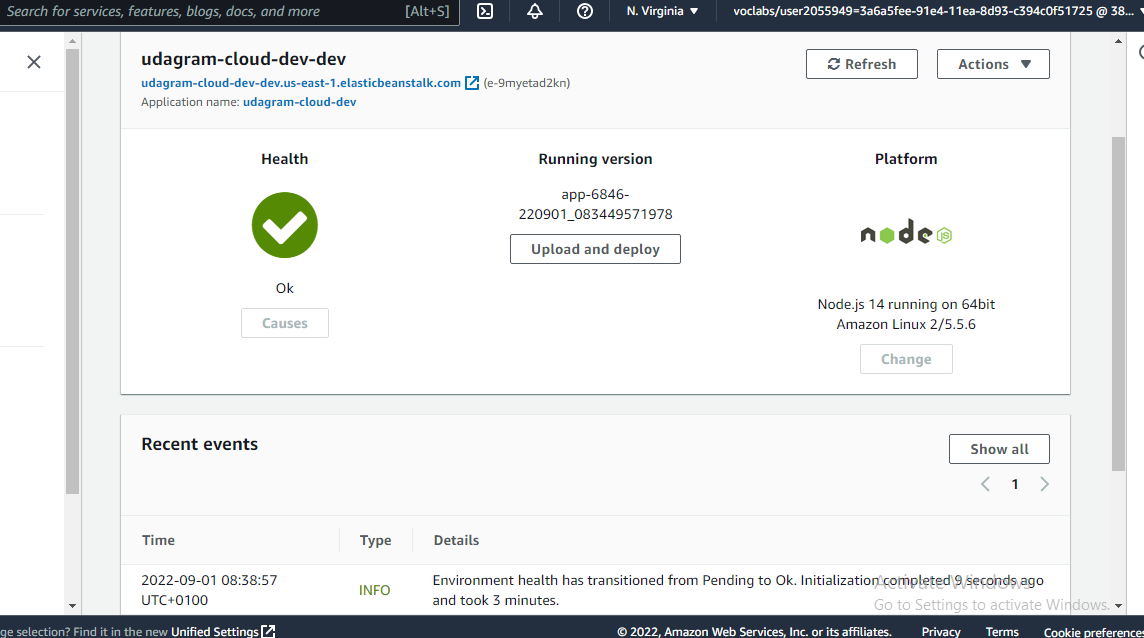 Search for services, features, blogs, docs, and more [Alt+S] N. Virginia ▼ voclabs/user2055949=3a6a5fee-91e4-11ea-8d93-c394c0f51725 @ 38...
udagram-cloud-dev-dev
Refresh
Actions ▼
udagram-cloud-dev-dev.us-east-1.elasticbeanstalk.com (e-9myetad2kn)
Application name: udagram-cloud-dev
Health
Running version
Platform
app-6846-
220901_083449571978
Upload and deploy
node JS
Ok
Causes
Node.js 14 running on 64bit
Amazon Linux 2/5.5.6
Change
Recent events
Show all
1
Time Type Details
2022-09-01 08:38:57
UTC+0100
INFO
Environment health has transitioned from Pending to Ok. Initialization completed 9 seconds ago
and took 3 minutes.
Activate Windows
Go to Settings to activate Windows.
ge selection? Find it in the new Unified Settings © 2022, Amazon Web Services, Inc. or its affiliates. Privacy Terms Cookie preferences